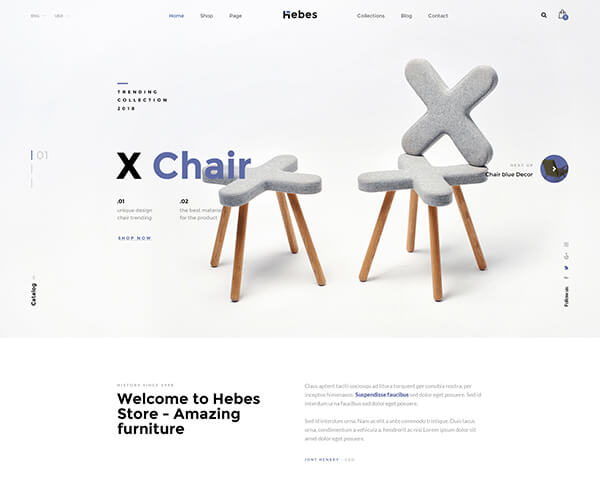 ENG
USD
Home
Shop
Page
Hebes
Collections
Blog
Contact
TRENDING
COLLECTION
2018
01
X Chair
.01
unique design
chair trending
.02
the best material
for the product
SHOP NOW
NEXT UP
Chair blue Decor
Catalog
Follow us:
HISTORY SINCE 1998
Welcome to Hebes
Store - Amazing
furniture
Class aptent taciti sociosqu ad litora torquent per conubia nostra, per
inceptos himenaeos. Suspendisse faucibus sed dolor eget posuere. Sed id
interdum urna faucibus sed dolor eget posuere.
Sed id interdum urna. Nam ac elit a ante commodo tristique. Duis lacus
urna, condimentum a vehicula a, hendrerit ac nisi Lorem ipsum dolor sit
amet consectetur adipiscing elit
JONY HENRRY - CEO